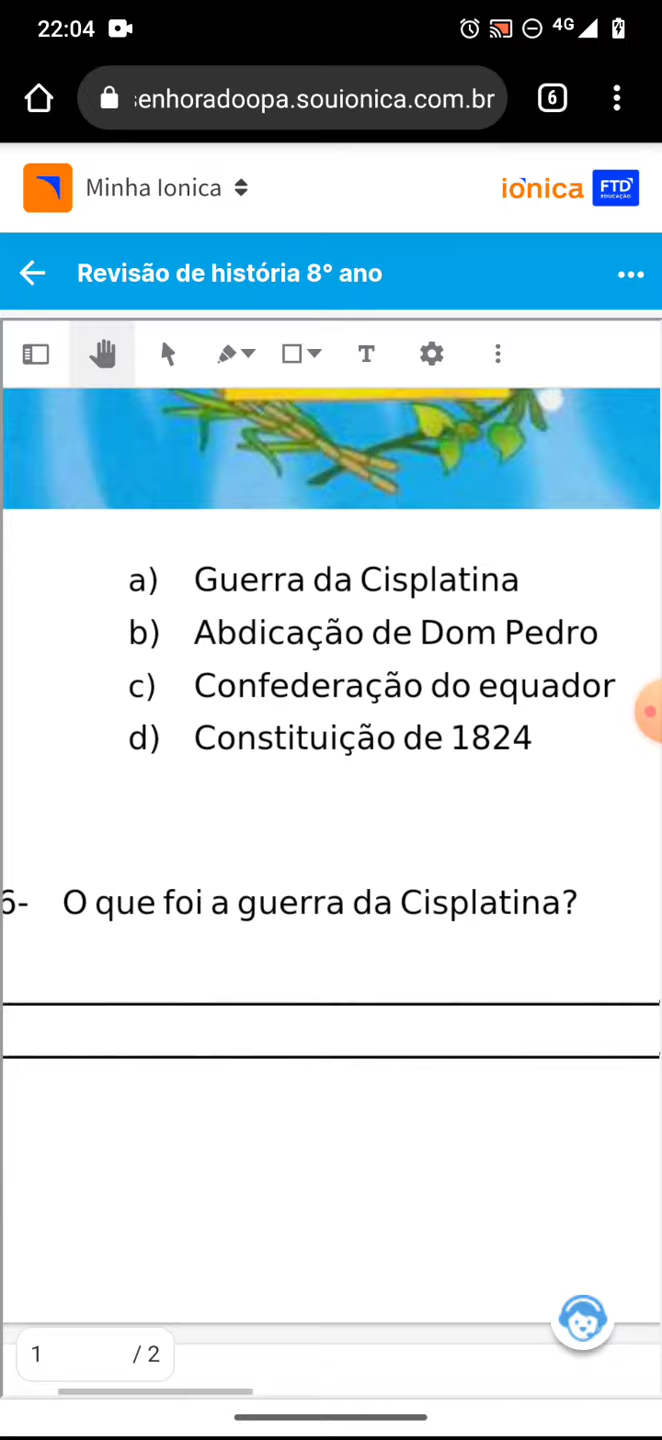 22:04
4G
senhoradoopa.souionica.com.br
6
Minha Ionica
ionica
FTD
EDUCAÇÃO
Revisão de história 8° ano
T
a) Guerra da Cisplatina
b) Abdicação de Dom Pedro
c) Confederação do equador
d) Constituição de 1824
6- O que foi a guerra da Cisplatina?
1 / 2